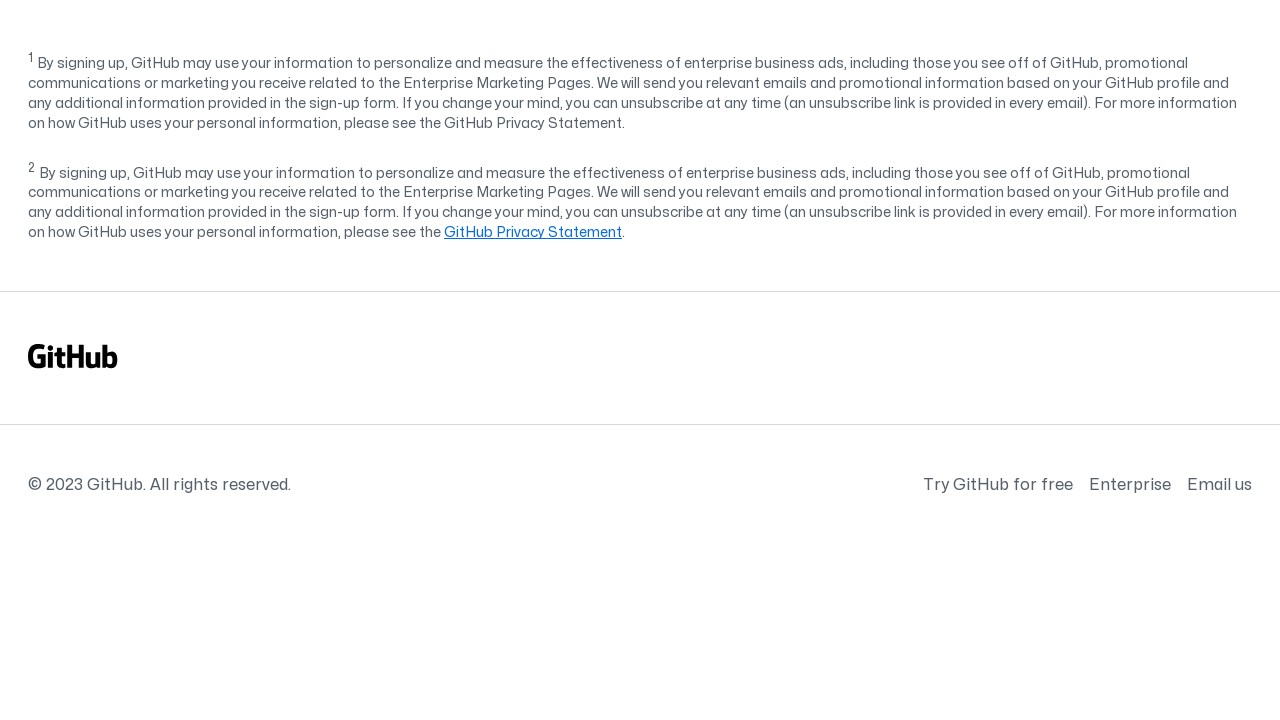 1 By signing up, GitHub may use your information to personalize and measure the effectiveness of enterprise business ads, including those you see off of GitHub, promotional
communications or marketing you receive related to the Enterprise Marketing Pages. We will send you relevant emails and promotional information based on your GitHub profile and
any additional information provided in the sign-up form. If you change your mind, you can unsubscribe at any time (an unsubscribe link is provided in every email). For more information
on how GitHub uses your personal information, please see the GitHub Privacy Statement.
2 By signing up, GitHub may use your information to personalize and measure the effectiveness of enterprise business ads, including those you see off of GitHub, promotional
communications or marketing you receive related to the Enterprise Marketing Pages. We will send you relevant emails and promotional information based on your GitHub profile and
any additional information provided in the sign-up form. If you change your mind, you can unsubscribe at any time (an unsubscribe link is provided in every email). For more information
on how GitHub uses your personal information, please see the GitHub Privacy Statement.
GitHub
© 2023 GitHub. All rights reserved.
Try GitHub for free Enterprise Email us